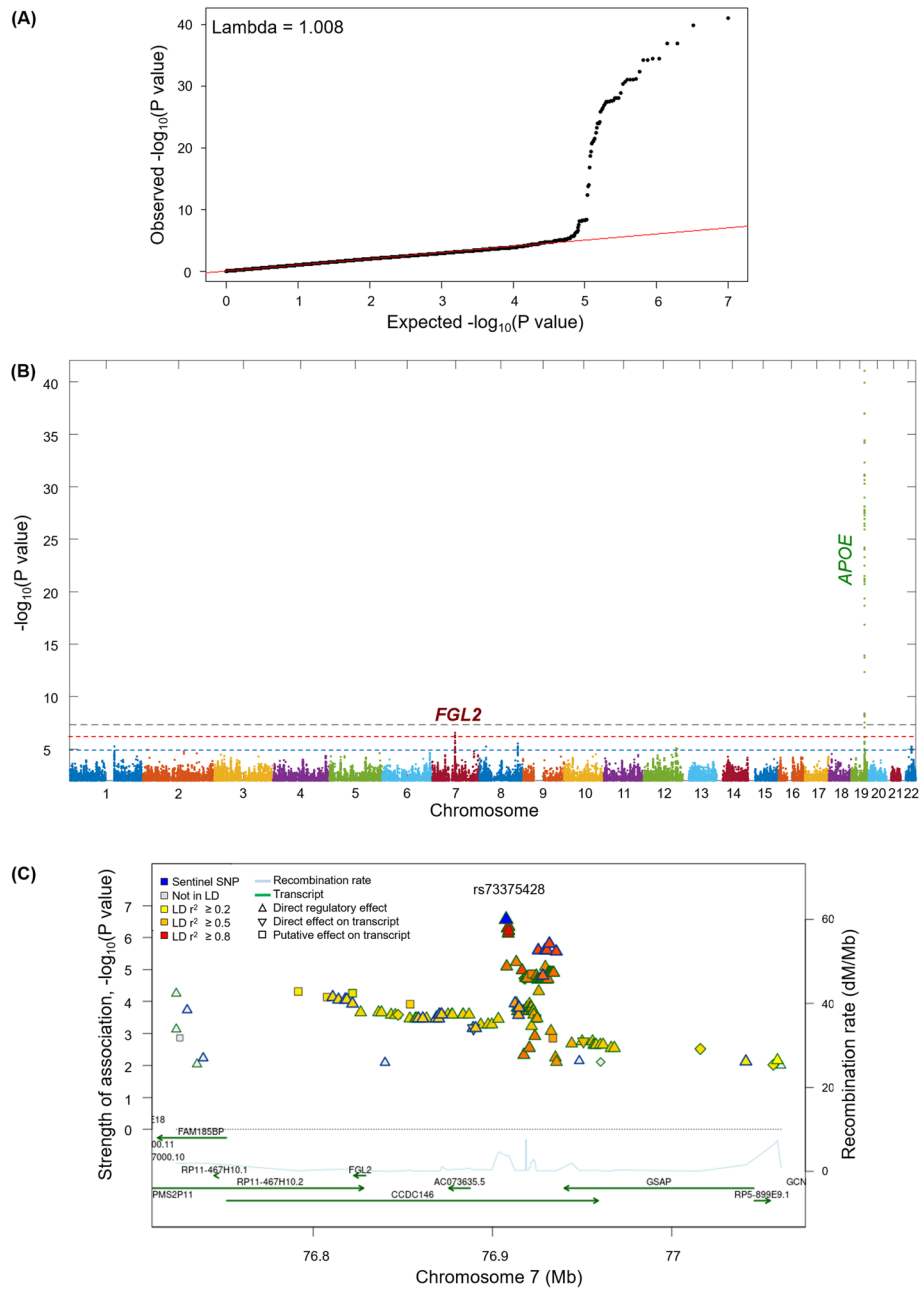 (A)
Lambda = 1.008
40
30
20
10
0
Observed -log10(P value)
0 1 2 3 4 5 6 7
Expected -log10(P value)
(B)
40
35
30
25
20
15
10
5
-log10(P value)
FGL2
APOE
1 2 3 4 5 6 7 8 9 10 11 12 13 14 15 16 17 18 19 20 21 22
Chromosome
(C)
Sentinel SNP
Not in LD
LD r² ≥ 0.2
LD r² ≥ 0.5
LD r² ≥ 0.8
Recombination rate
Transcript
Direct regulatory effect
Direct effect on transcript
Putative effect on transcript
rs73375428
7
6
5
4
3
2
1
0
Strength of association, -log10(P value)
60
40
20
0
Recombination rate (dM/Mb)
E18
FAM185BP
00.11
7000.10
RP11-467H10.1 FGL2
RP11-467H10.2 AC073635.5 GSAP GCN
PMS2P11 CCDC146 RP5-899E9.1
76.8 76.9 77
Chromosome 7 (Mb)